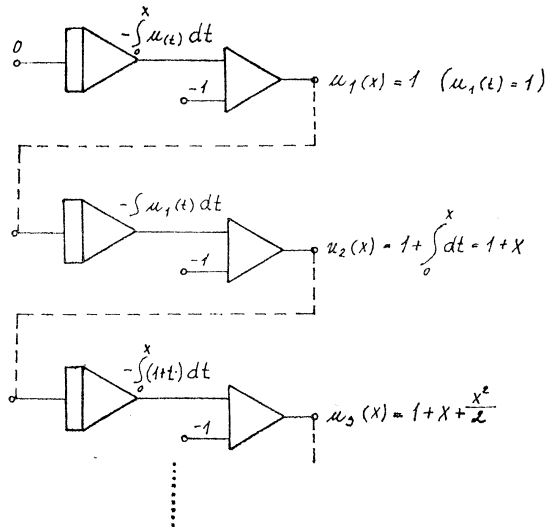 0
-∫₀ˣ u(t) dt
-1
u₁(x) = 1 (u₁(t) = 1)
-∫ u₁(t) dt
-1
u₂(x) = 1 + ∫₀ˣ dt = 1 + x
-∫₀ˣ (1+t) dt
-1
u₃(x) = 1 + x + x²/2